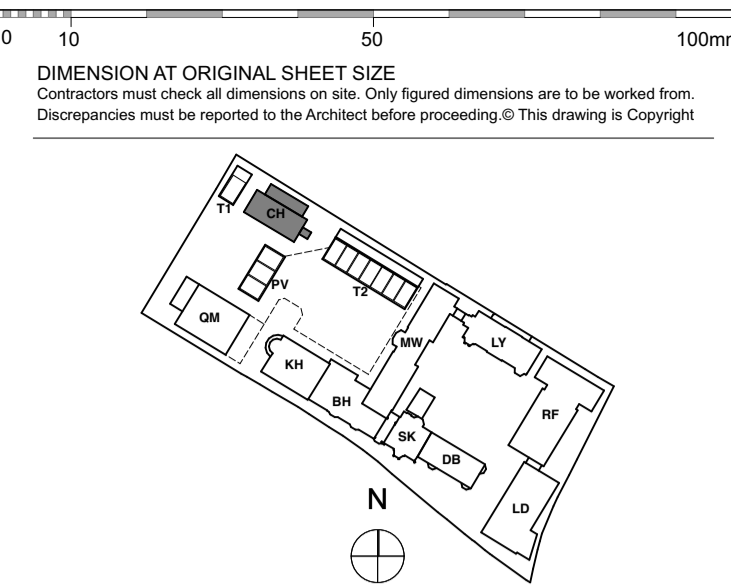 0 10 50 100mm
DIMENSION AT ORIGINAL SHEET SIZE
Contractors must check all dimensions on site. Only figured dimensions are to be worked from.
Discrepancies must be reported to the Architect before proceeding.© This drawing is Copyright
T1
CH
PV
T2
QM
MW
LY
KH
BH
RF
SK
DB
LD
N